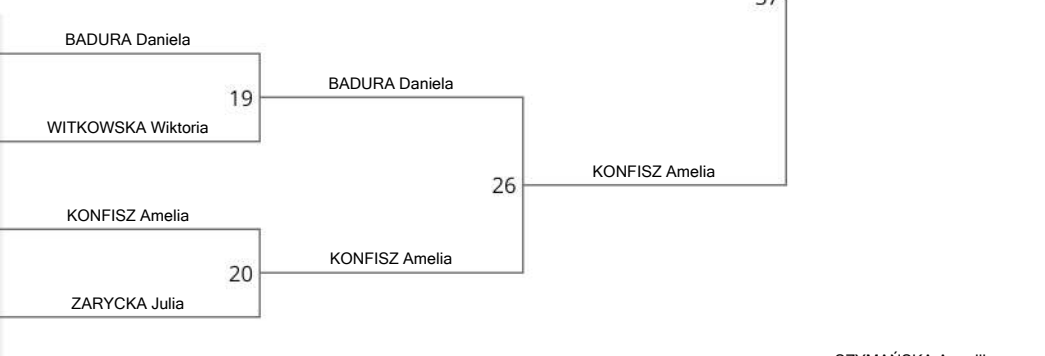 BADURA Daniela
19
BADURA Daniela
WITKOWSKA Wiktoria
26
KONFISZ Amelia
KONFISZ Amelia
20
KONFISZ Amelia
ZARYCKA Julia